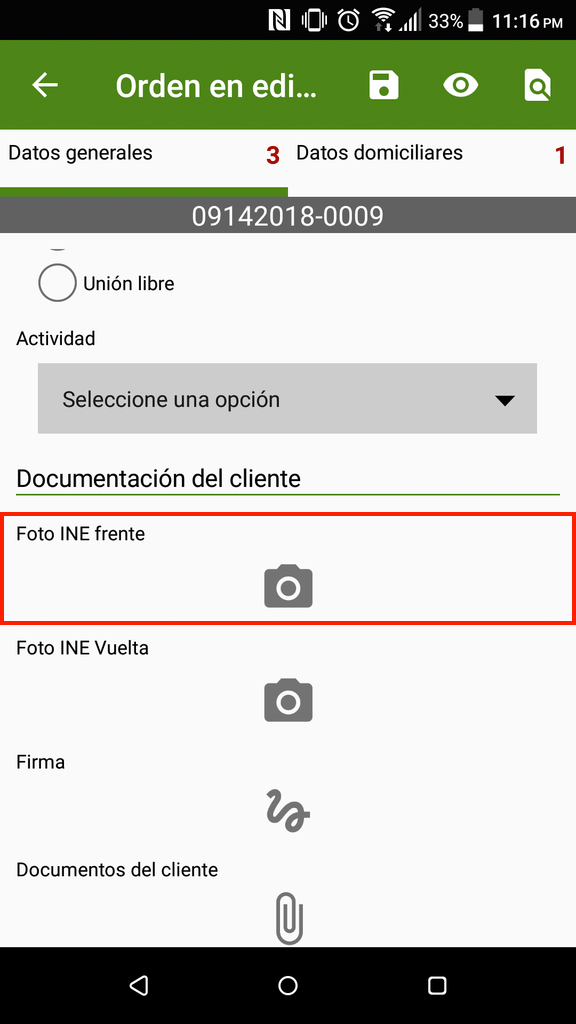 33% 11:16 PM
Orden en edi...
Datos generales 3 Datos domiciliares 1
09142018-0009
Unión libre
Actividad
Seleccione una opción
Documentación del cliente
Foto INE frente
Foto INE Vuelta
Firma
Documentos del cliente